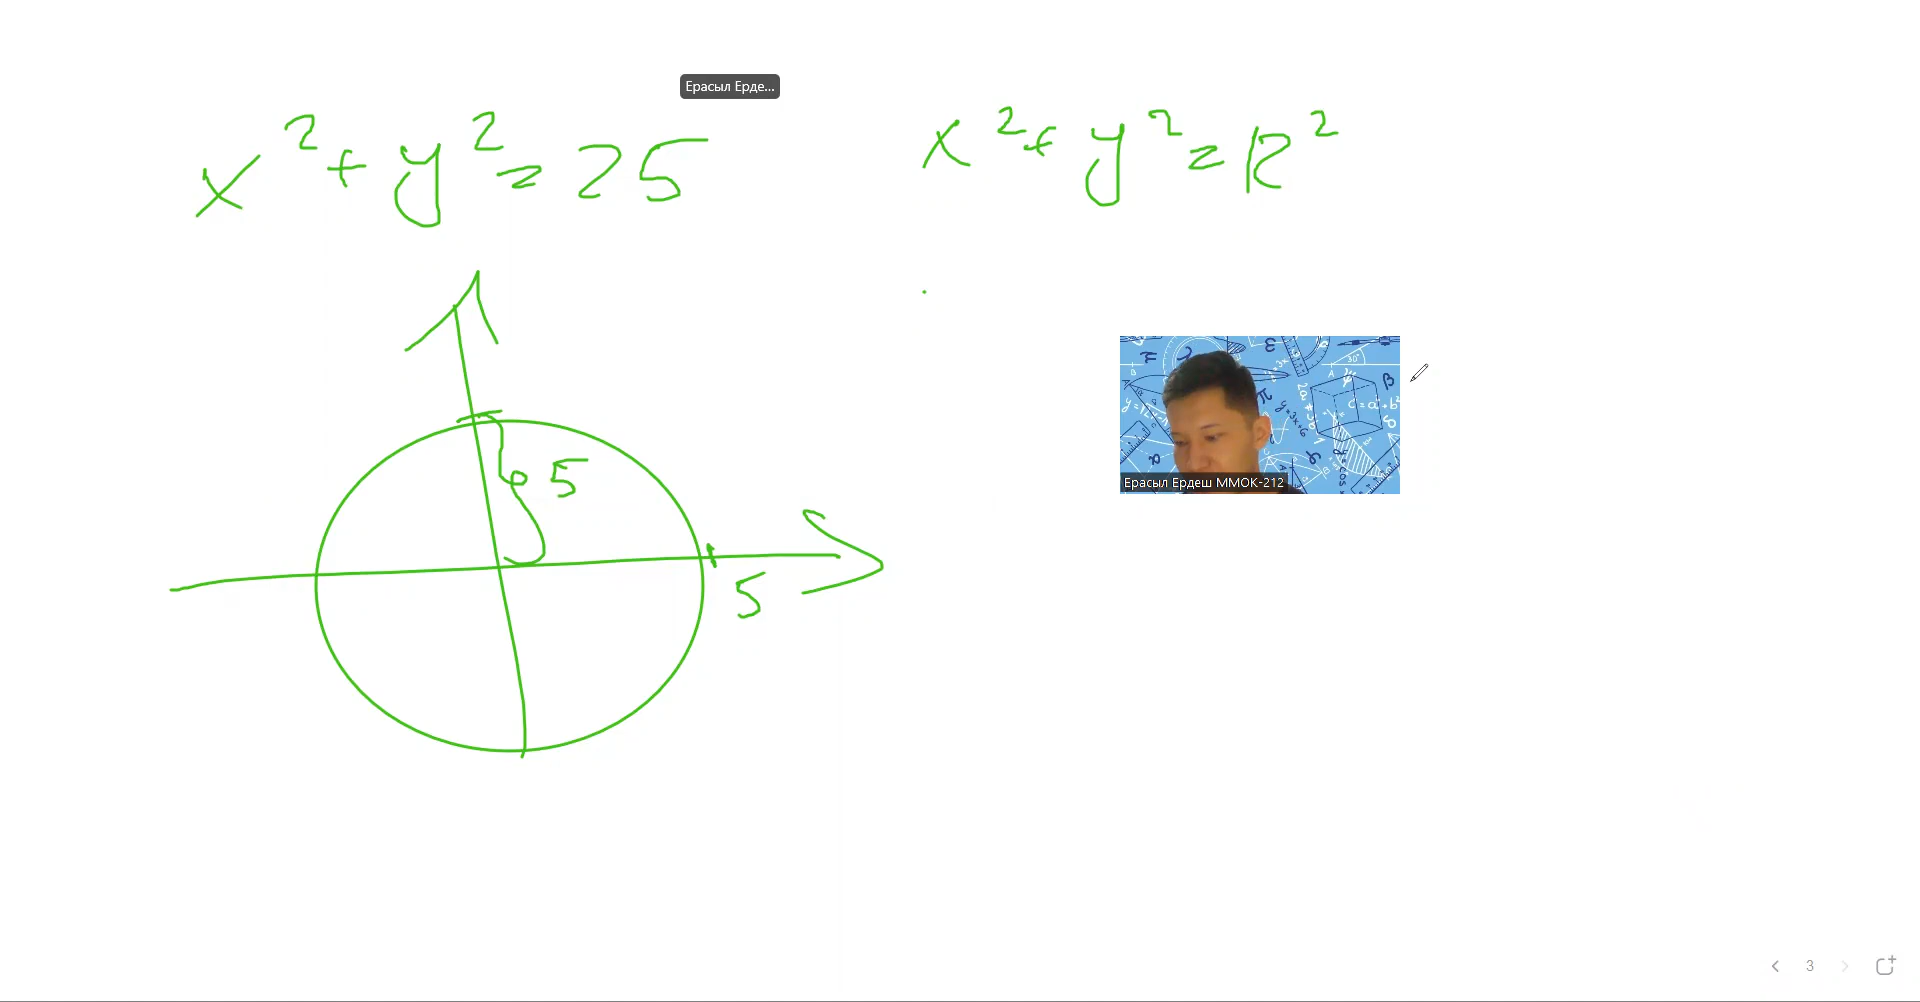 Ерасыл Ерде...
x² + y² = 25
x² + y² = R²
5
5
Ерасыл Ердеш ММОК-212
3